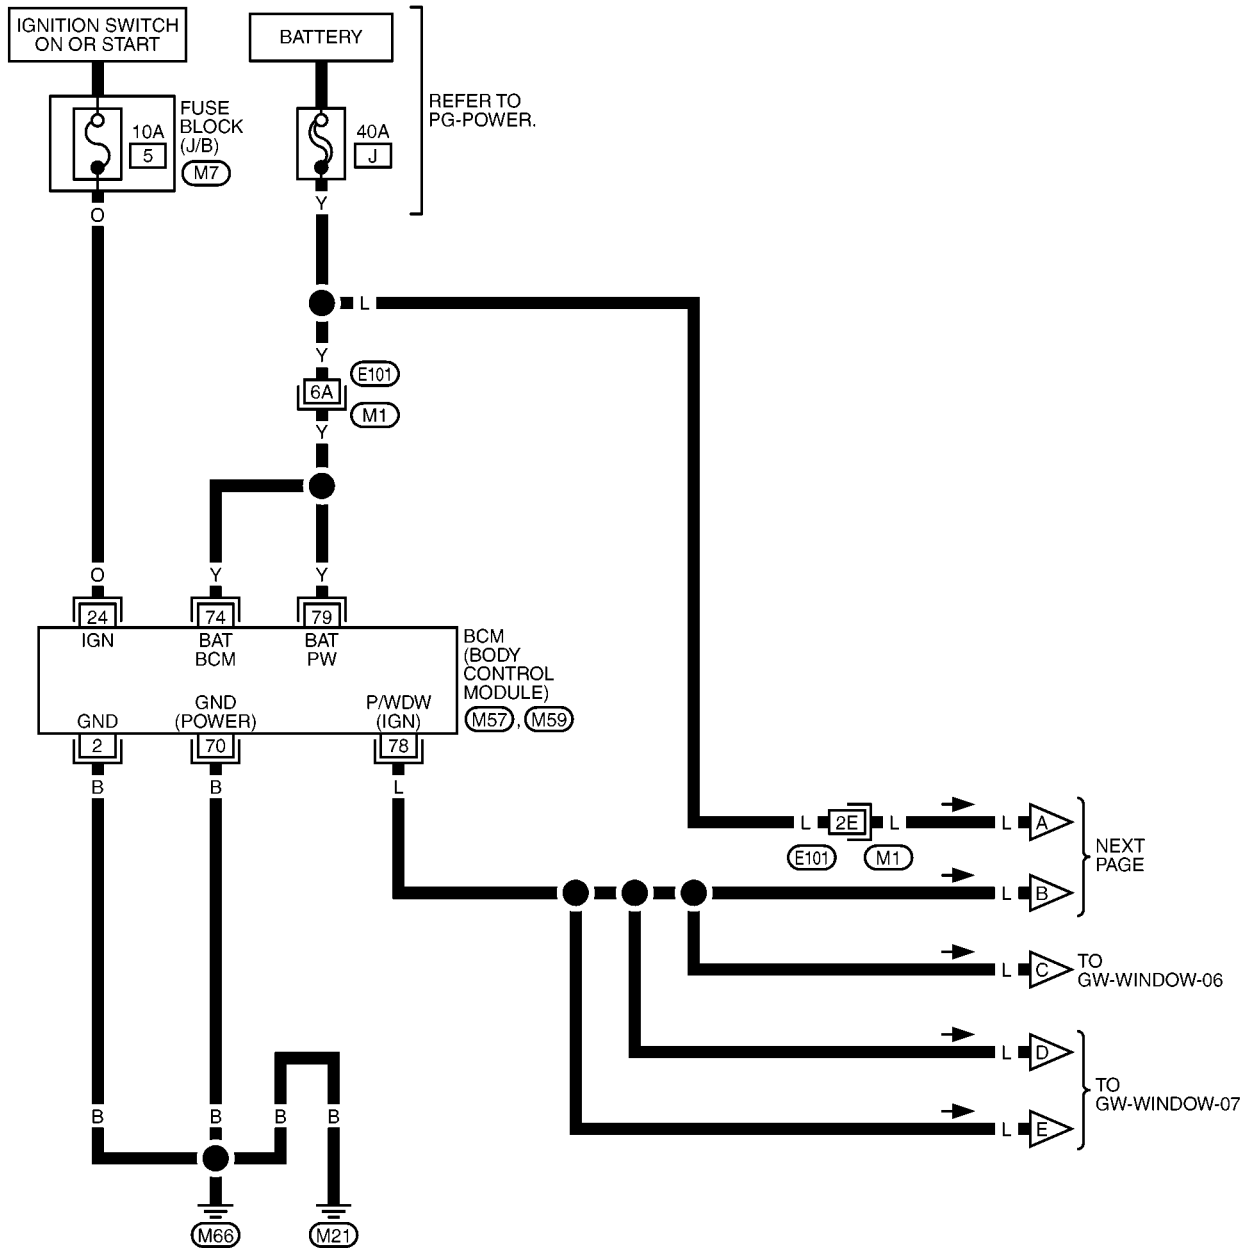 IGNITION SWITCH
ON OR START
BATTERY
REFER TO
PG-POWER.
FUSE
BLOCK
(J/B)
M7
10A
5
40A
J
O
Y
L
Y
E101
6A
M1
Y
O
Y
Y
24
74
79
IGN
BAT
BCM
BAT
PW
BCM
(BODY
CONTROL
MODULE)
M57 , M59
GND
GND
(POWER)
P/WDW
(IGN)
2
70
78
B
B
L
L
2E
L
L
A
E101
M1
NEXT
PAGE
L
B
L
C
TO
GW-WINDOW-06
L
D
TO
GW-WINDOW-07
L
E
B
B
B
B
M66
M21